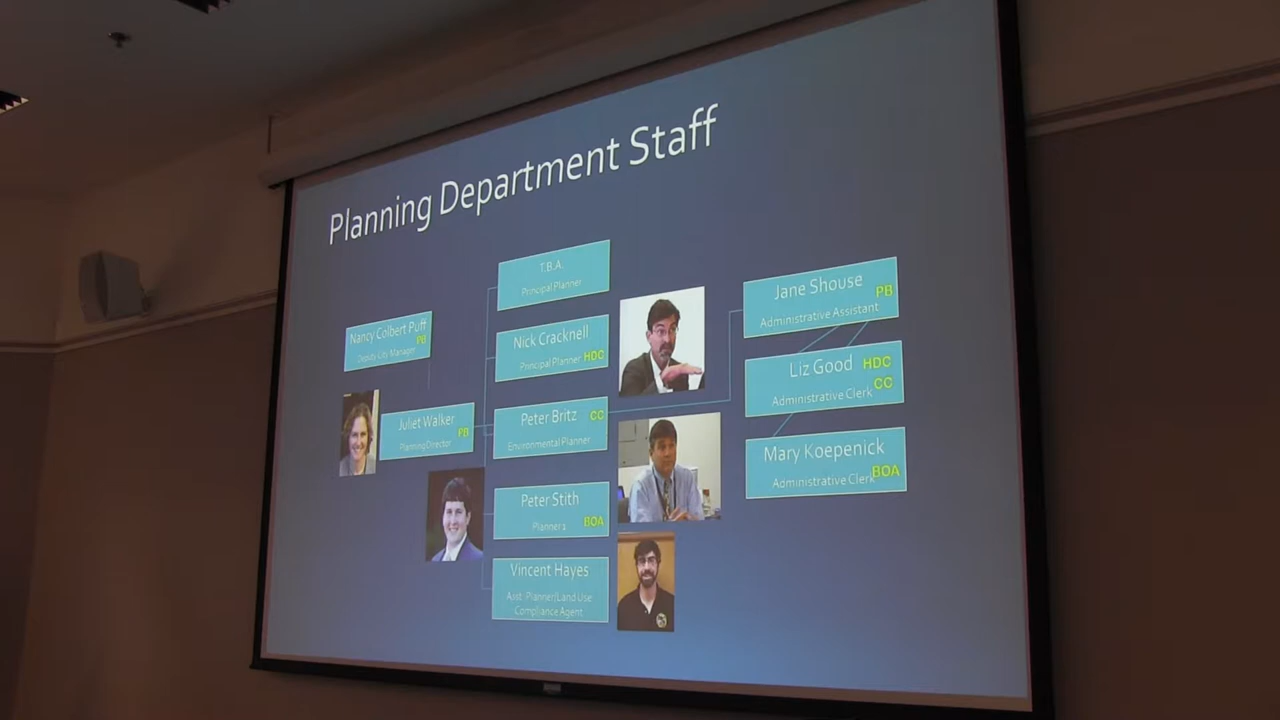 Planning Department Staff
Nancy Colbert Puff
Deputy City Manager
PB
Juliet Walker
Planning Director
PB
T.B.A.
Principal Planner
Nick Cracknell
Principal Planner HDC
Peter Britz CC
Environmental Planner
Peter Stith
Planner 1 BOA
Vincent Hayes
Asst. Planner/Land Use
Compliance Agent
Jane Shouse PB
Administrative Assistant
Liz Good HDC
Administrative Clerk CC
Mary Koepenick
Administrative Clerk BOA